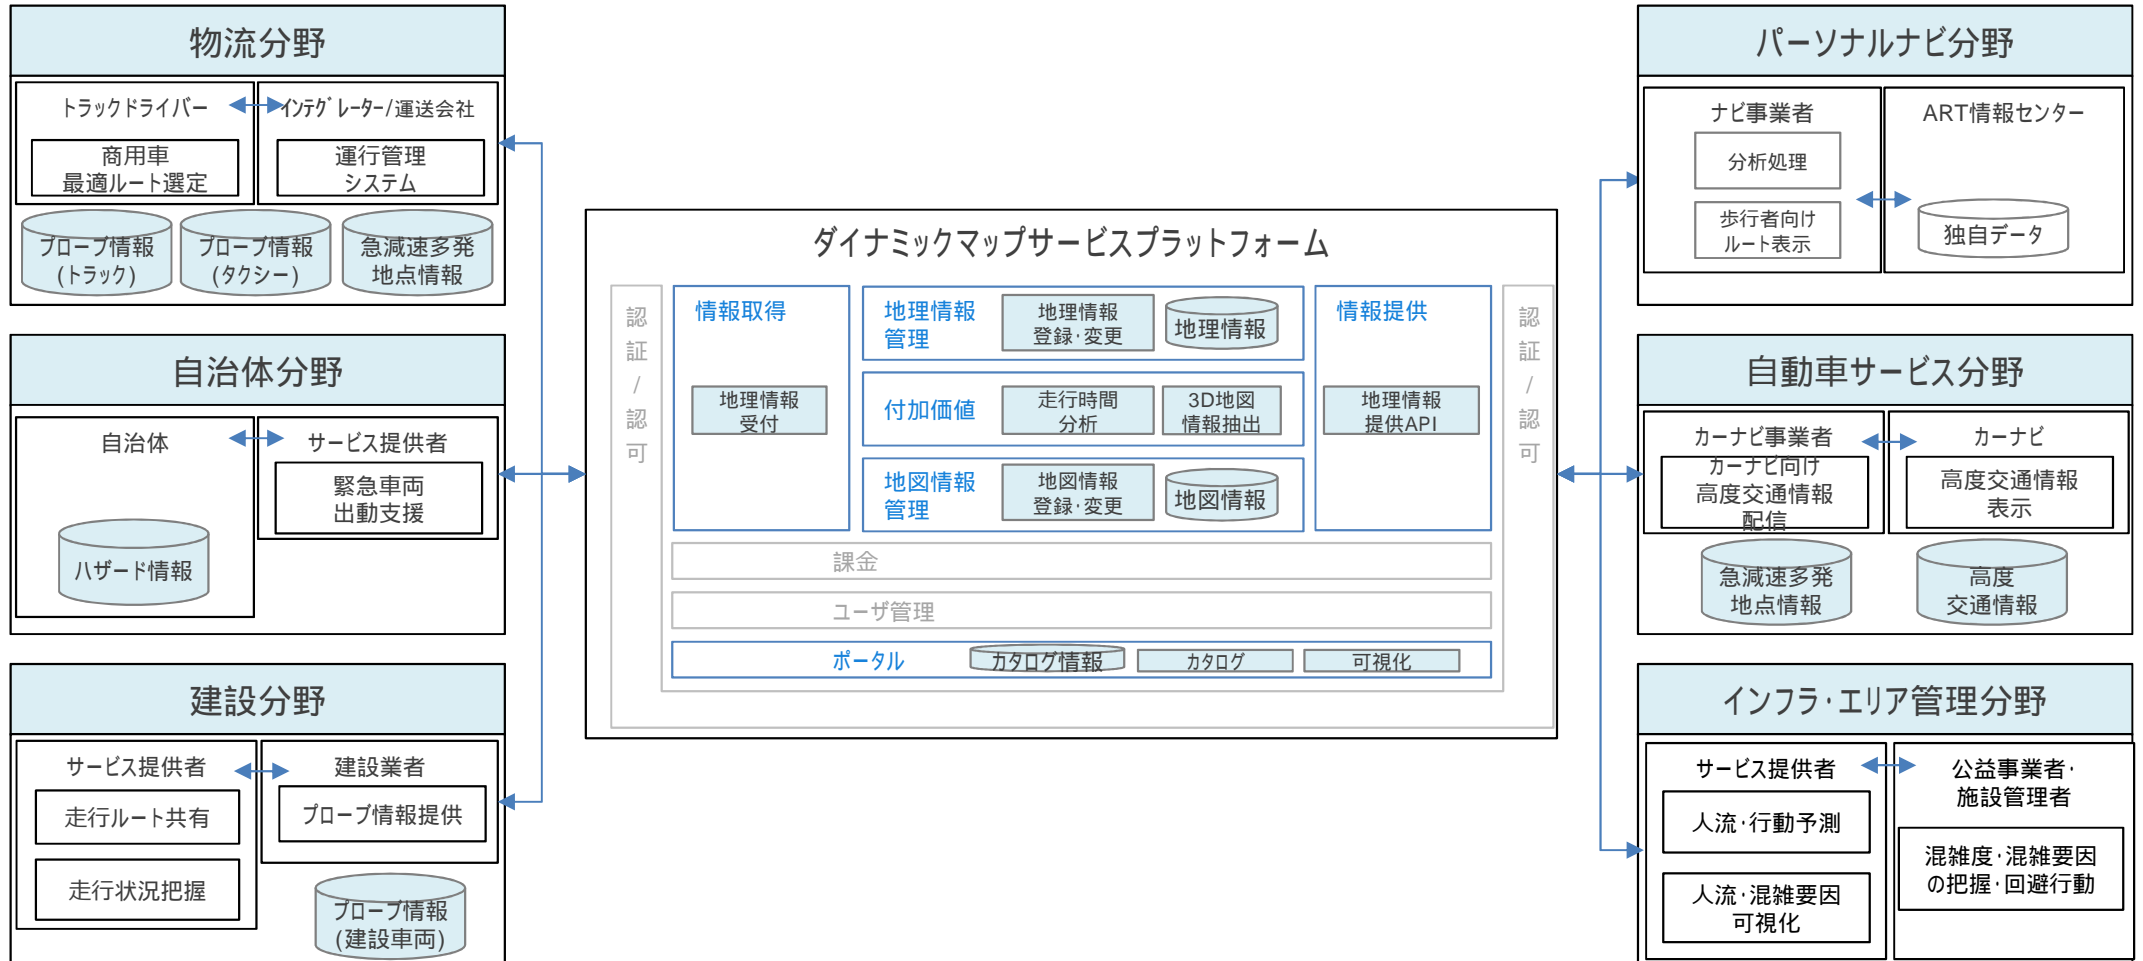 物流分野
トラックドライバー
インテグレーター/運送会社
商用車
最適ルート選定
運行管理
システム
プローブ情報
(トラック)
プローブ情報
(タクシー)
急減速多発
地点情報
自治体分野
自治体
サービス提供者
緊急車両
出動支援
ハザード情報
建設分野
サービス提供者
建設業者
走行ルート共有
プローブ情報提供
走行状況把握
プローブ情報
(建設車両)
ダイナミックマップサービスプラットフォーム
認
証
/
認
可
情報取得
地理情報
受付
地理情報
管理
地理情報
登録・変更
地理情報
付加価値
走行時間
分析
3D地図
情報抽出
地図情報
管理
地図情報
登録・変更
地図情報
情報提供
地理情報
提供API
認
証
/
認
可
課金
ユーザ管理
ポータル
カタログ情報
カタログ
可視化
パーソナルナビ分野
ナビ事業者
ART情報センター
分析処理
歩行者向け
ルート表示
独自データ
自動車サービス分野
カーナビ事業者
カーナビ
カーナビ向け
高度交通情報
配信
高度交通情報
表示
急減速多発
地点情報
高度
交通情報
インフラ・エリア管理分野
サービス提供者
公益事業者・
施設管理者
人流・行動予測
混雑度・混雑要因
の把握・回避行動
人流・混雑要因
可視化